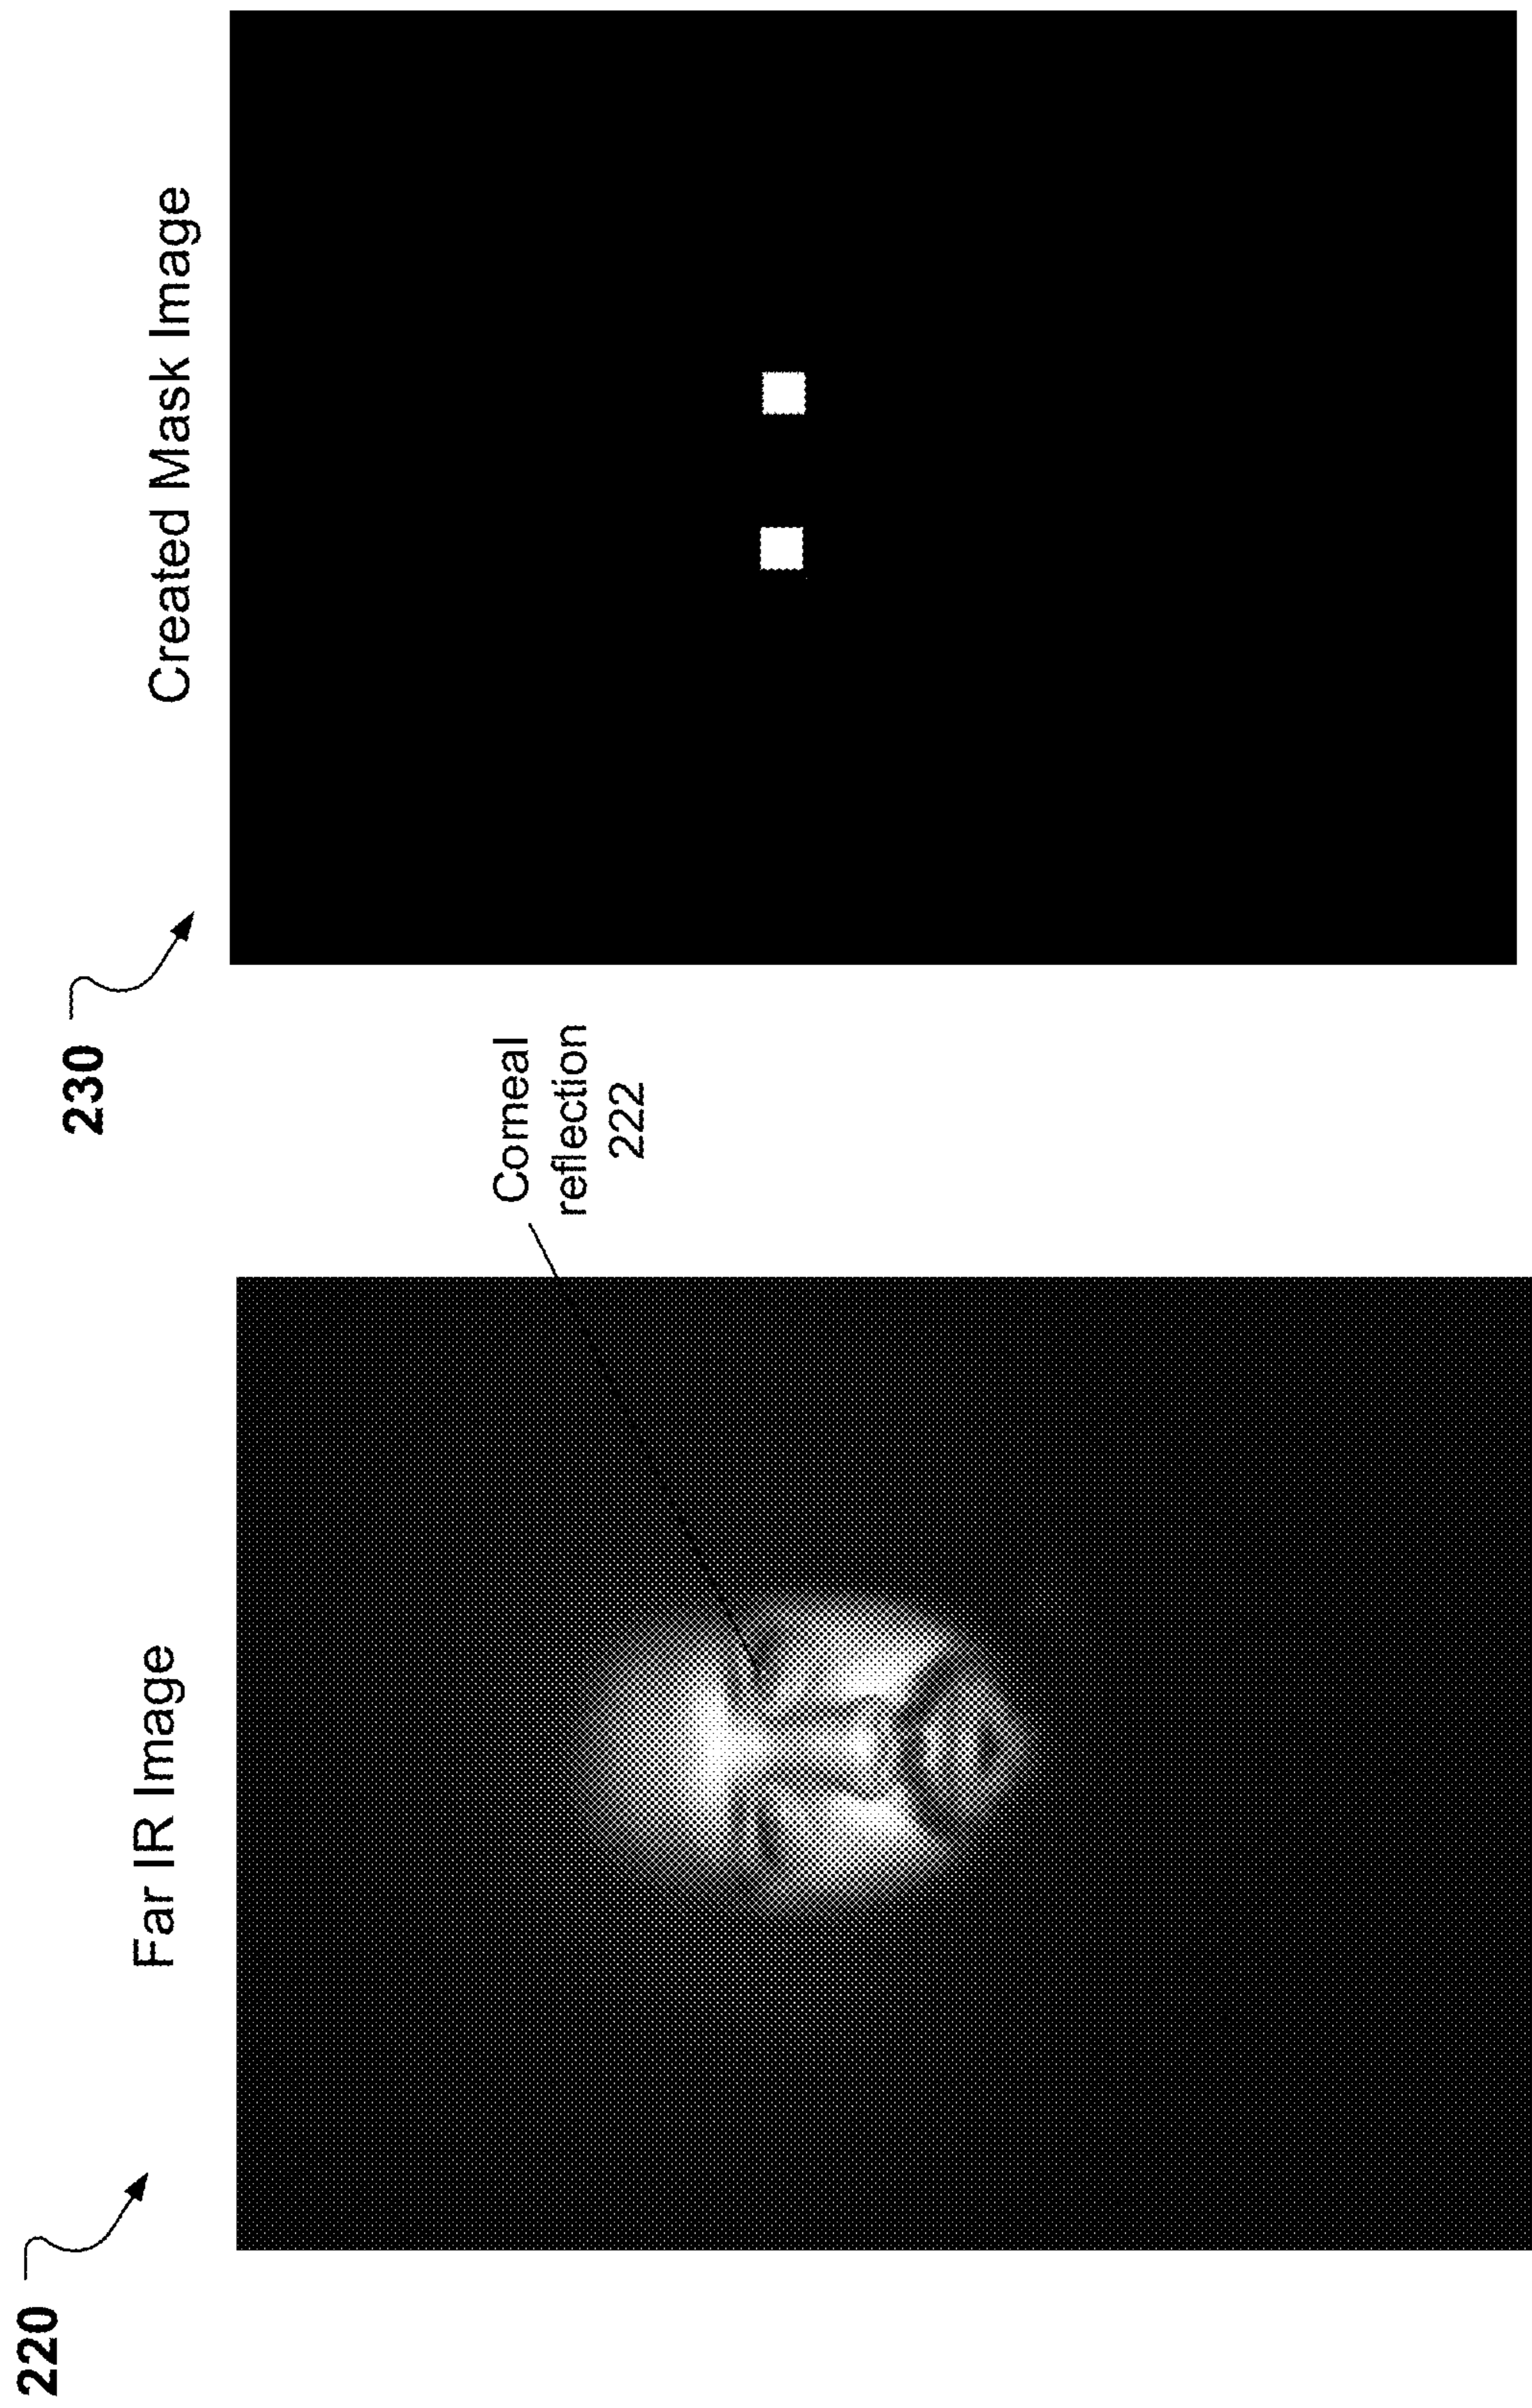 220
Far IR Image
Corneal
reflection
222
230
Created Mask Image